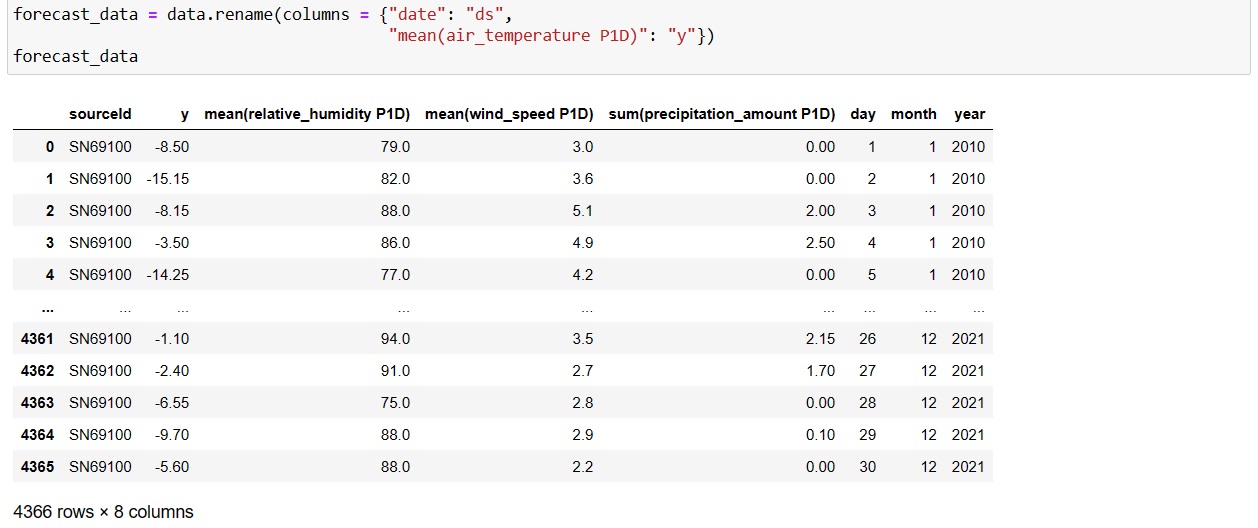 forecast_data = data.rename(columns = {"date": "ds",
"mean(air_temperature P1D)": "y"})
forecast_data
sourceId y mean(relative_humidity P1D) mean(wind_speed P1D) sum(precipitation_amount P1D) day month year
0 SN69100 -8.50 79.0 3.0 0.00 1 1 2010
1 SN69100 -15.15 82.0 3.6 0.00 2 1 2010
2 SN69100 -8.15 88.0 5.1 2.00 3 1 2010
3 SN69100 -3.50 86.0 4.9 2.50 4 1 2010
4 SN69100 -14.25 77.0 4.2 0.00 5 1 2010
... ... ... ... ... ... ... ... ...
4361 SN69100 -1.10 94.0 3.5 2.15 26 12 2021
4362 SN69100 -2.40 91.0 2.7 1.70 27 12 2021
4363 SN69100 -6.55 75.0 2.8 0.00 28 12 2021
4364 SN69100 -9.70 88.0 2.9 0.10 29 12 2021
4365 SN69100 -5.60 88.0 2.2 0.00 30 12 2021
4366 rows × 8 columns